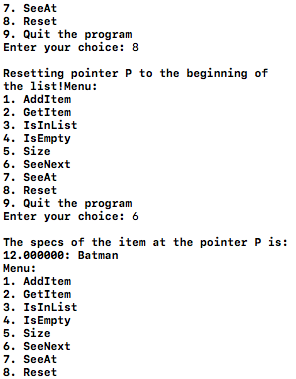 7. SeeAt
8. Reset
9. Quit the program
Enter your choice: 8

Resetting pointer P to the beginning of
the list!Menu:
1. AddItem
2. GetItem
3. IsInList
4. IsEmpty
5. Size
6. SeeNext
7. SeeAt
8. Reset
9. Quit the program
Enter your choice: 6

The specs of the item at the pointer P is:
12.000000: Batman
Menu:
1. AddItem
2. GetItem
3. IsInList
4. IsEmpty
5. Size
6. SeeNext
7. SeeAt
8. Reset